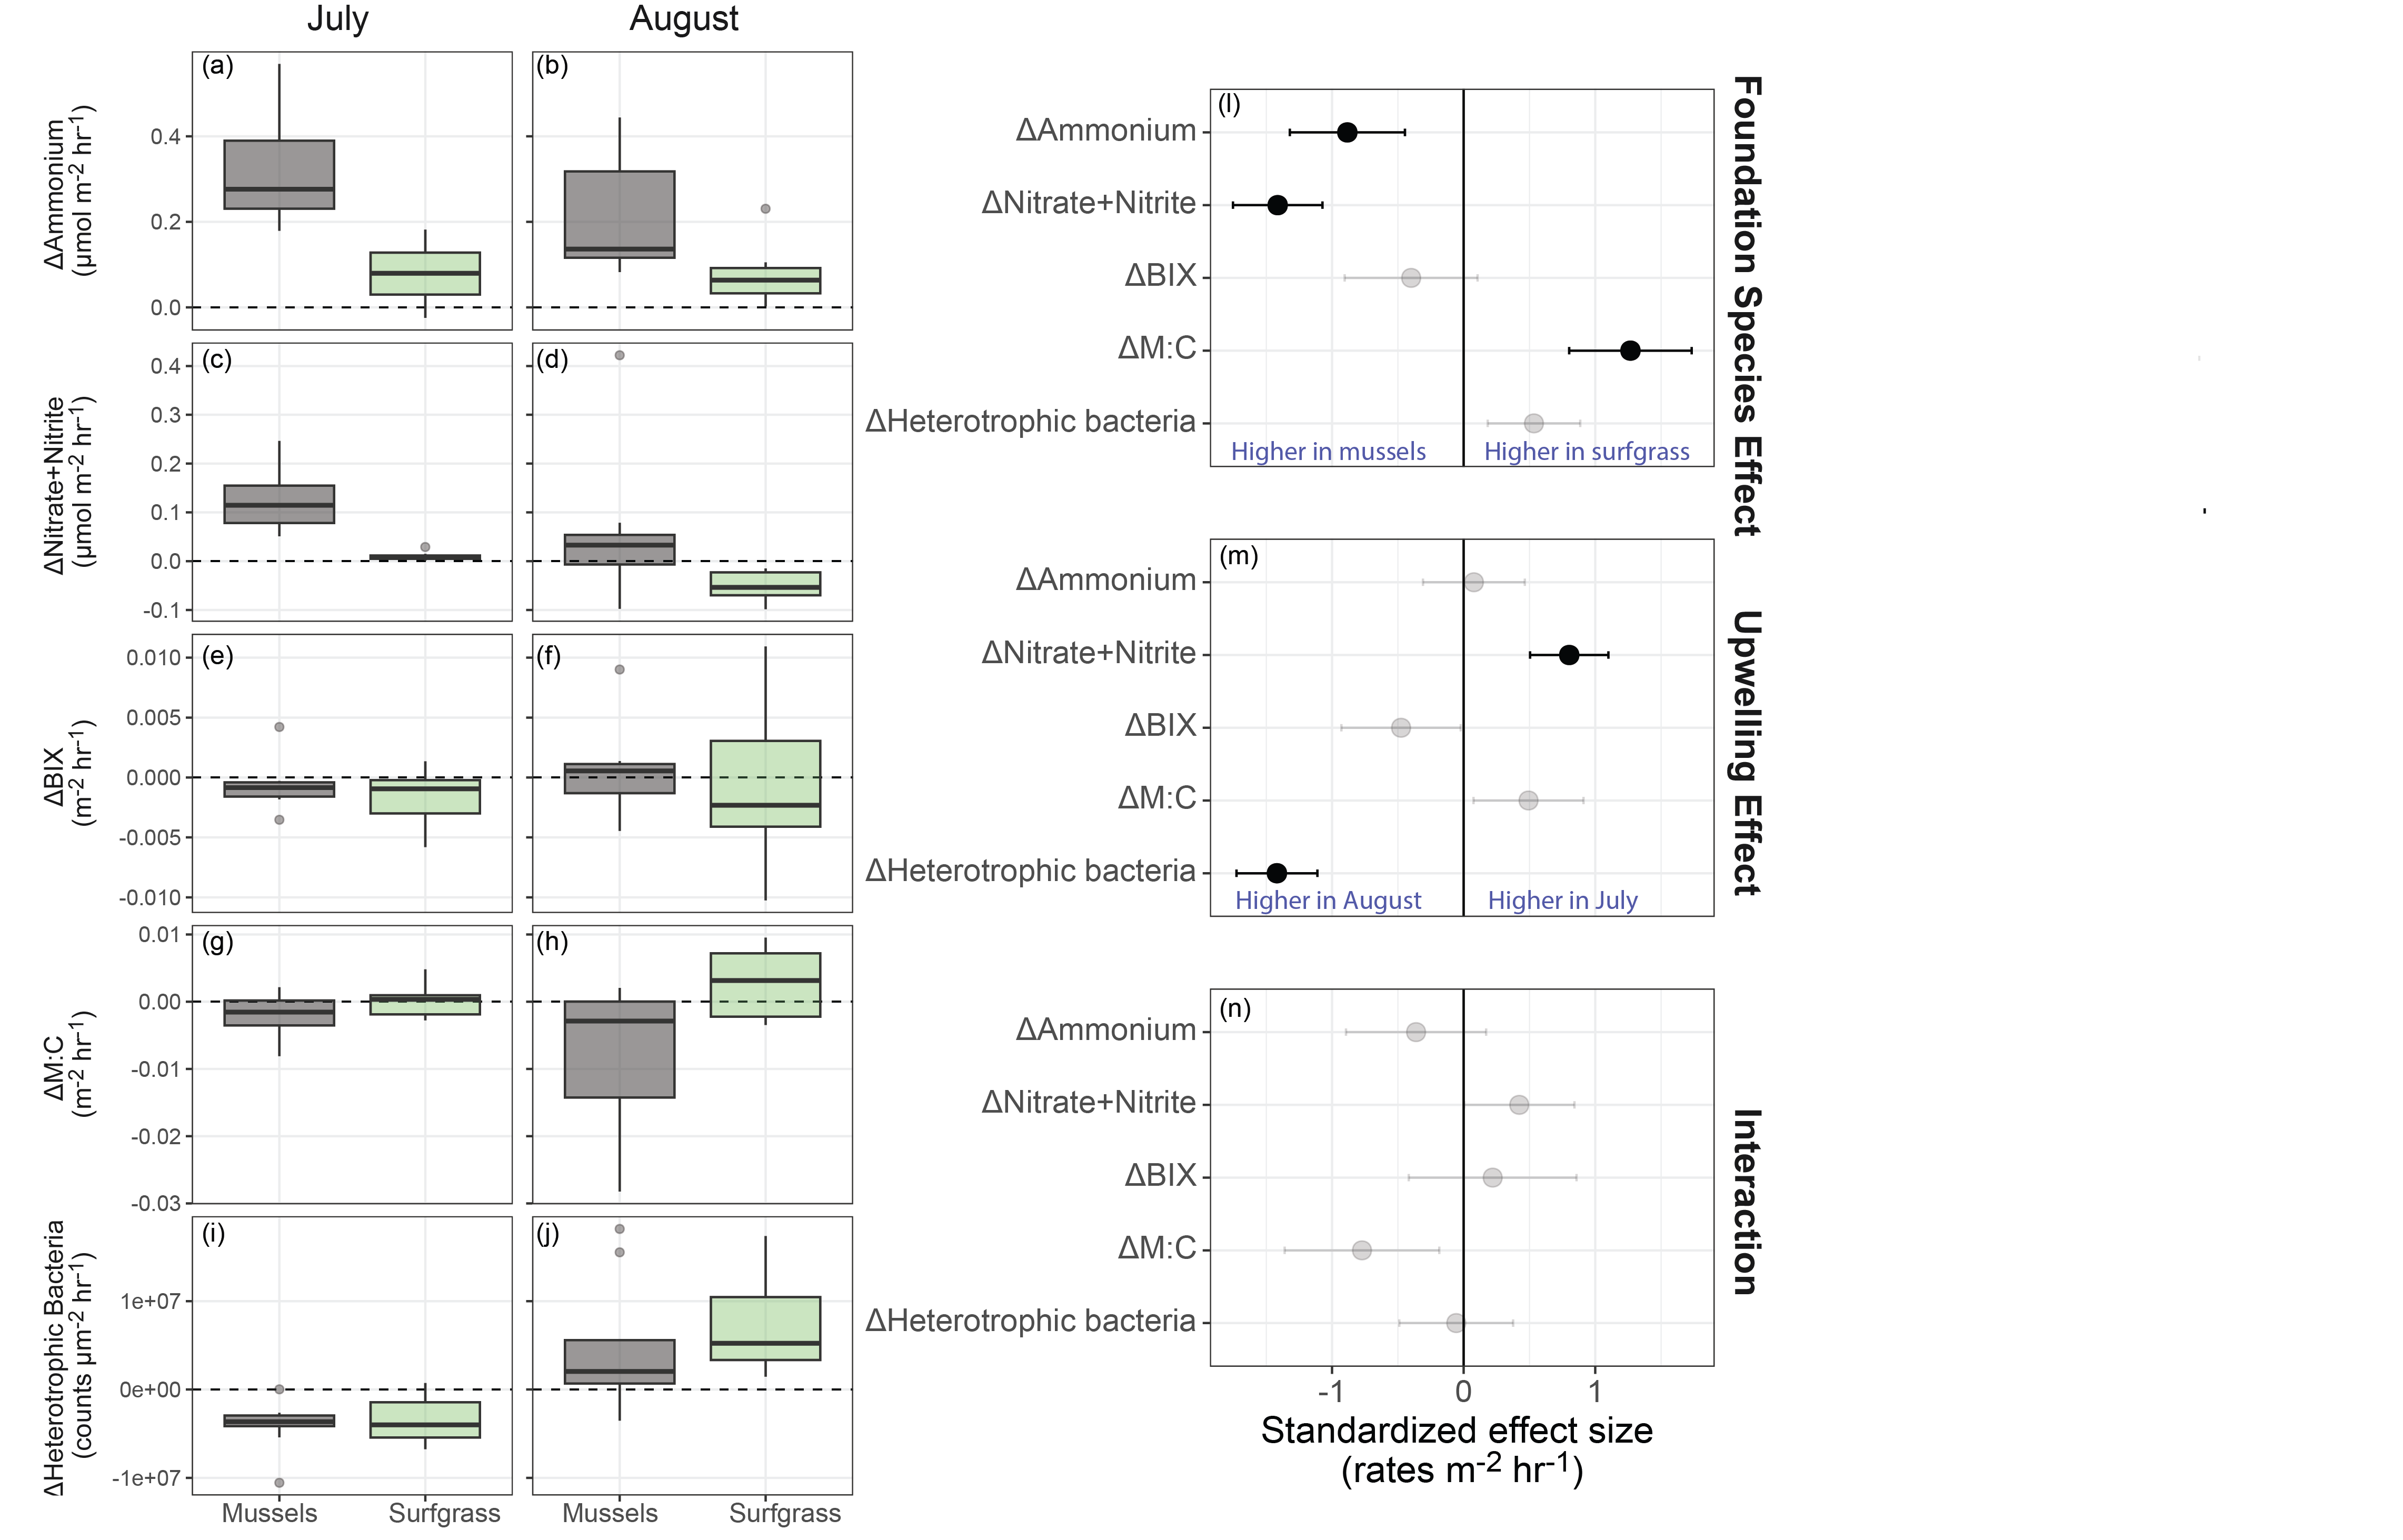 July
August
ΔAmmonium
(µmol m-2 hr-1)
(a)
0.4
0.2
0.0
(b)
ΔNitrate+Nitrite
(µmol m-2 hr-1)
(c)
0.4
0.3
0.2
0.1
0.0
-0.1
(d)
ΔBIX
(m-2 hr-1)
(e)
0.010
0.005
0.000
-0.005
-0.010
(f)
ΔM:C
(m-2 hr-1)
(g)
0.01
0.00
-0.01
-0.02
-0.03
(h)
ΔHeterotrophic Bacteria
(counts µm-2 hr-1)
(i)
1e+07
0e+00
-1e+07
(j)
Mussels
Surfgrass
Mussels
Surfgrass
(l)
ΔAmmonium
ΔNitrate+Nitrite
ΔBIX
ΔM:C
ΔHeterotrophic bacteria
Higher in mussels
Higher in surfgrass
Foundation Species Effect
(m)
ΔAmmonium
ΔNitrate+Nitrite
ΔBIX
ΔM:C
ΔHeterotrophic bacteria
Higher in August
Higher in July
Upwelling Effect
(n)
ΔAmmonium
ΔNitrate+Nitrite
ΔBIX
ΔM:C
ΔHeterotrophic bacteria
Interaction
-1
0
1
Standardized effect size
(rates m-2 hr-1)